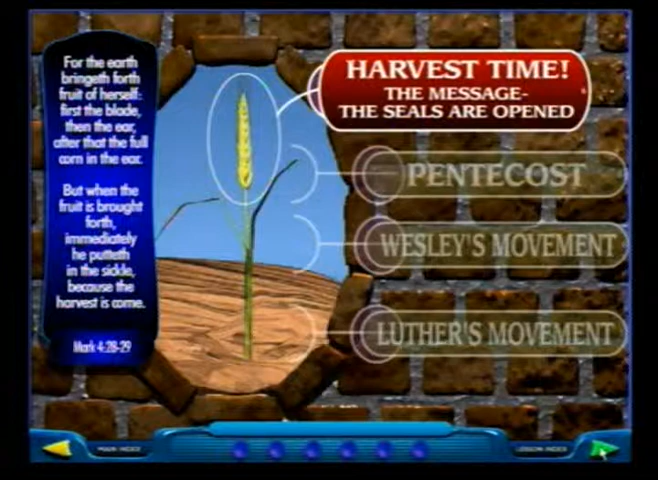 For the earth
bringeth forth
fruit of herself:
first the blade,
then the ear,
after that the full
corn in the ear.
But when the
fruit is brought
forth,
immediately
he putteth
in the sickle,
because the
harvest is come.
Mark 4:28-29
HARVEST TIME!
THE MESSAGE-
THE SEALS ARE OPENED
PENTECOST
WESLEY'S MOVEMENT
LUTHER'S MOVEMENT
MAIN INDEX
LESSON INDEX